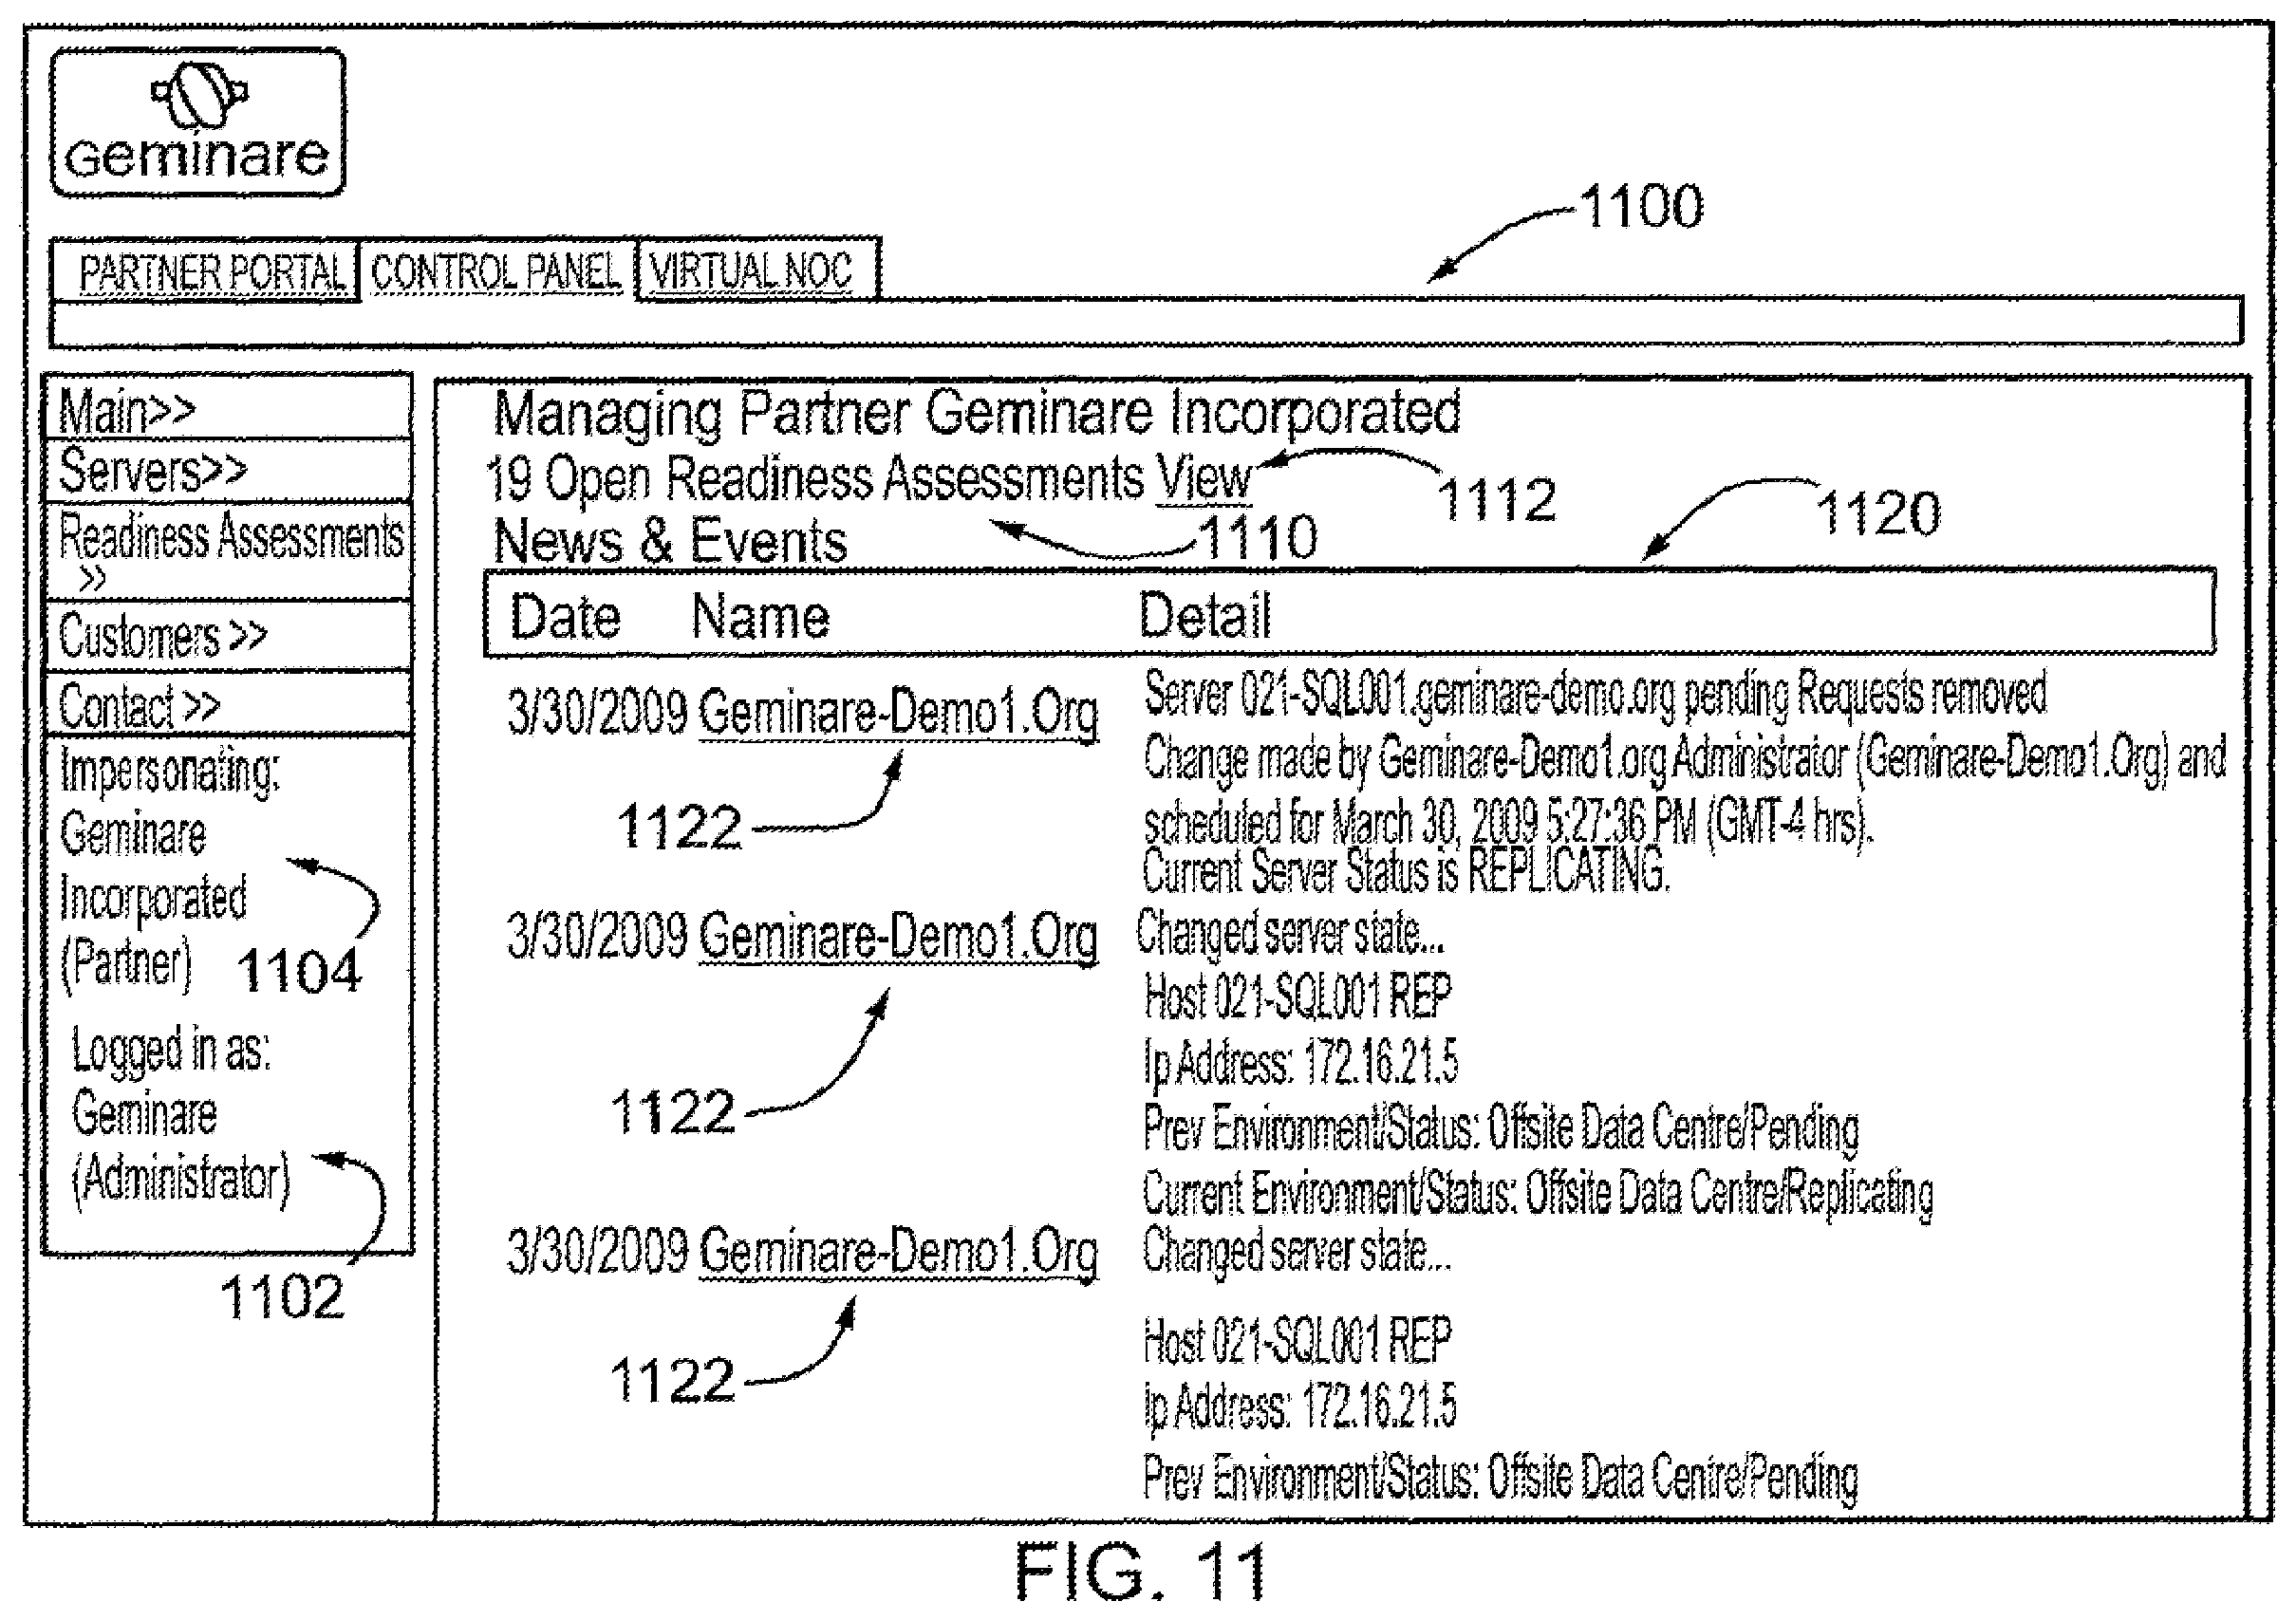 Geminare
1100
PARTNER PORTAL CONTROL PANEL VIRTUAL NOC
Main>>
Servers>>
Readiness Assessments
>>
Customers >>
Contact >>
Impersonating:
Geminare
Incorporated
(Partner)
1104
Logged in as:
Geminare
(Administrator)
1102
Managing Partner Geminare Incorporated
19 Open Readiness Assessments View
1112
1120
1110
News & Events
Date Name Detail
3/30/2009 Geminare-Demo1.Org
1122
Server 021-SQL001.geminare-demo.org pending Requests removed
Change made by Geminare-Demo1.org Administrator (Geminare-Demo1.Org) and
scheduled for March 30, 2009 5:27:36 PM (GMT-4 hrs).
Current Server Status is REPLICATING.
3/30/2009 Geminare-Demo1.Org
1122
Changed server state...
Host 021-SQL001 REP
Ip Address: 172.16.21.5
Prev Environment/Status: Offsite Data Centre/Pending
Current Environment/Status: Offsite Data Centre/Replicating
3/30/2009 Geminare-Demo1.Org
1122
Changed server state...
Host 021-SQL001 REP
Ip Address: 172.16.21.5
Prev Environment/Status: Offsite Data Centre/Pending
FIG. 11